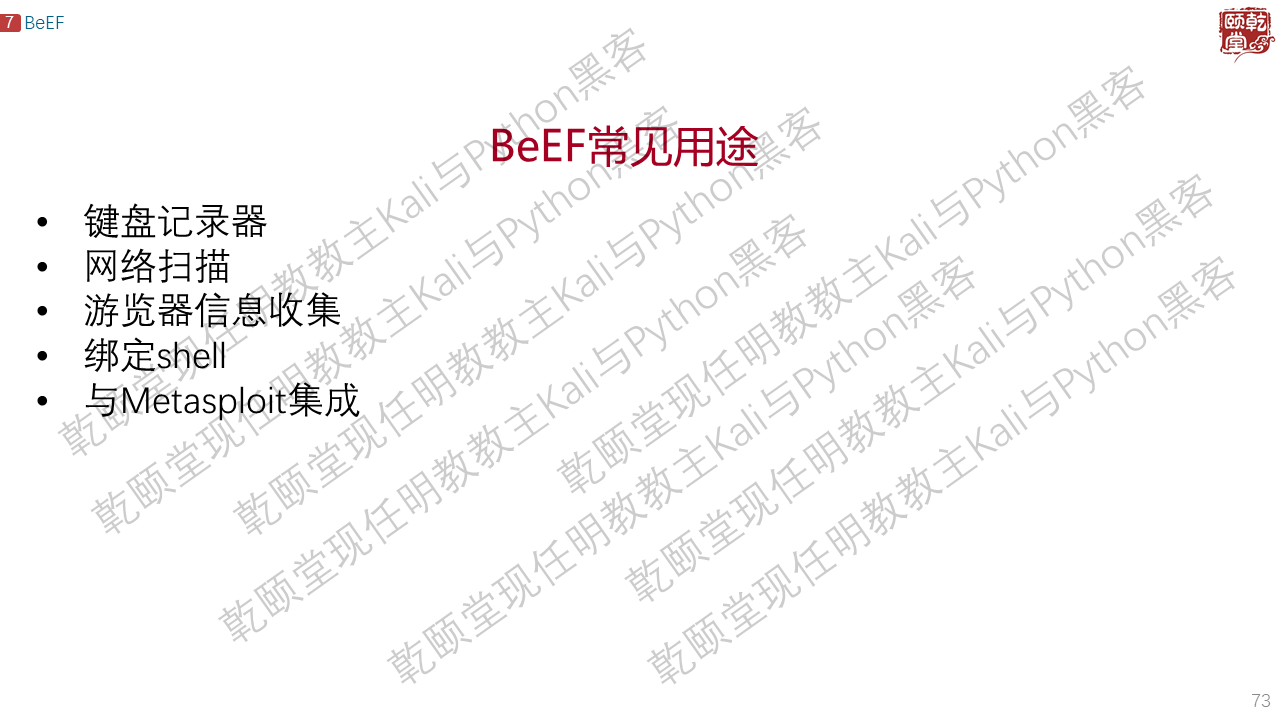 7 BeEF
乾颐堂
BeEF常见用途
• 键盘记录器
• 网络扫描
• 游览器信息收集
• 绑定shell
• 与Metasploit集成
乾颐堂现任明教教主Kali与Python黑客
乾颐堂现任明教教主Kali与Python黑客
乾颐堂现任明教教主Kali与Python黑客
乾颐堂现任明教教主Kali与Python黑客
乾颐堂现任明教教主Kali与Python黑客
乾颐堂现任明教教主Kali与Python黑客
乾颐堂现任明教教主Kali与Python黑客
乾颐堂现任明教教主Kali与Python黑客
73